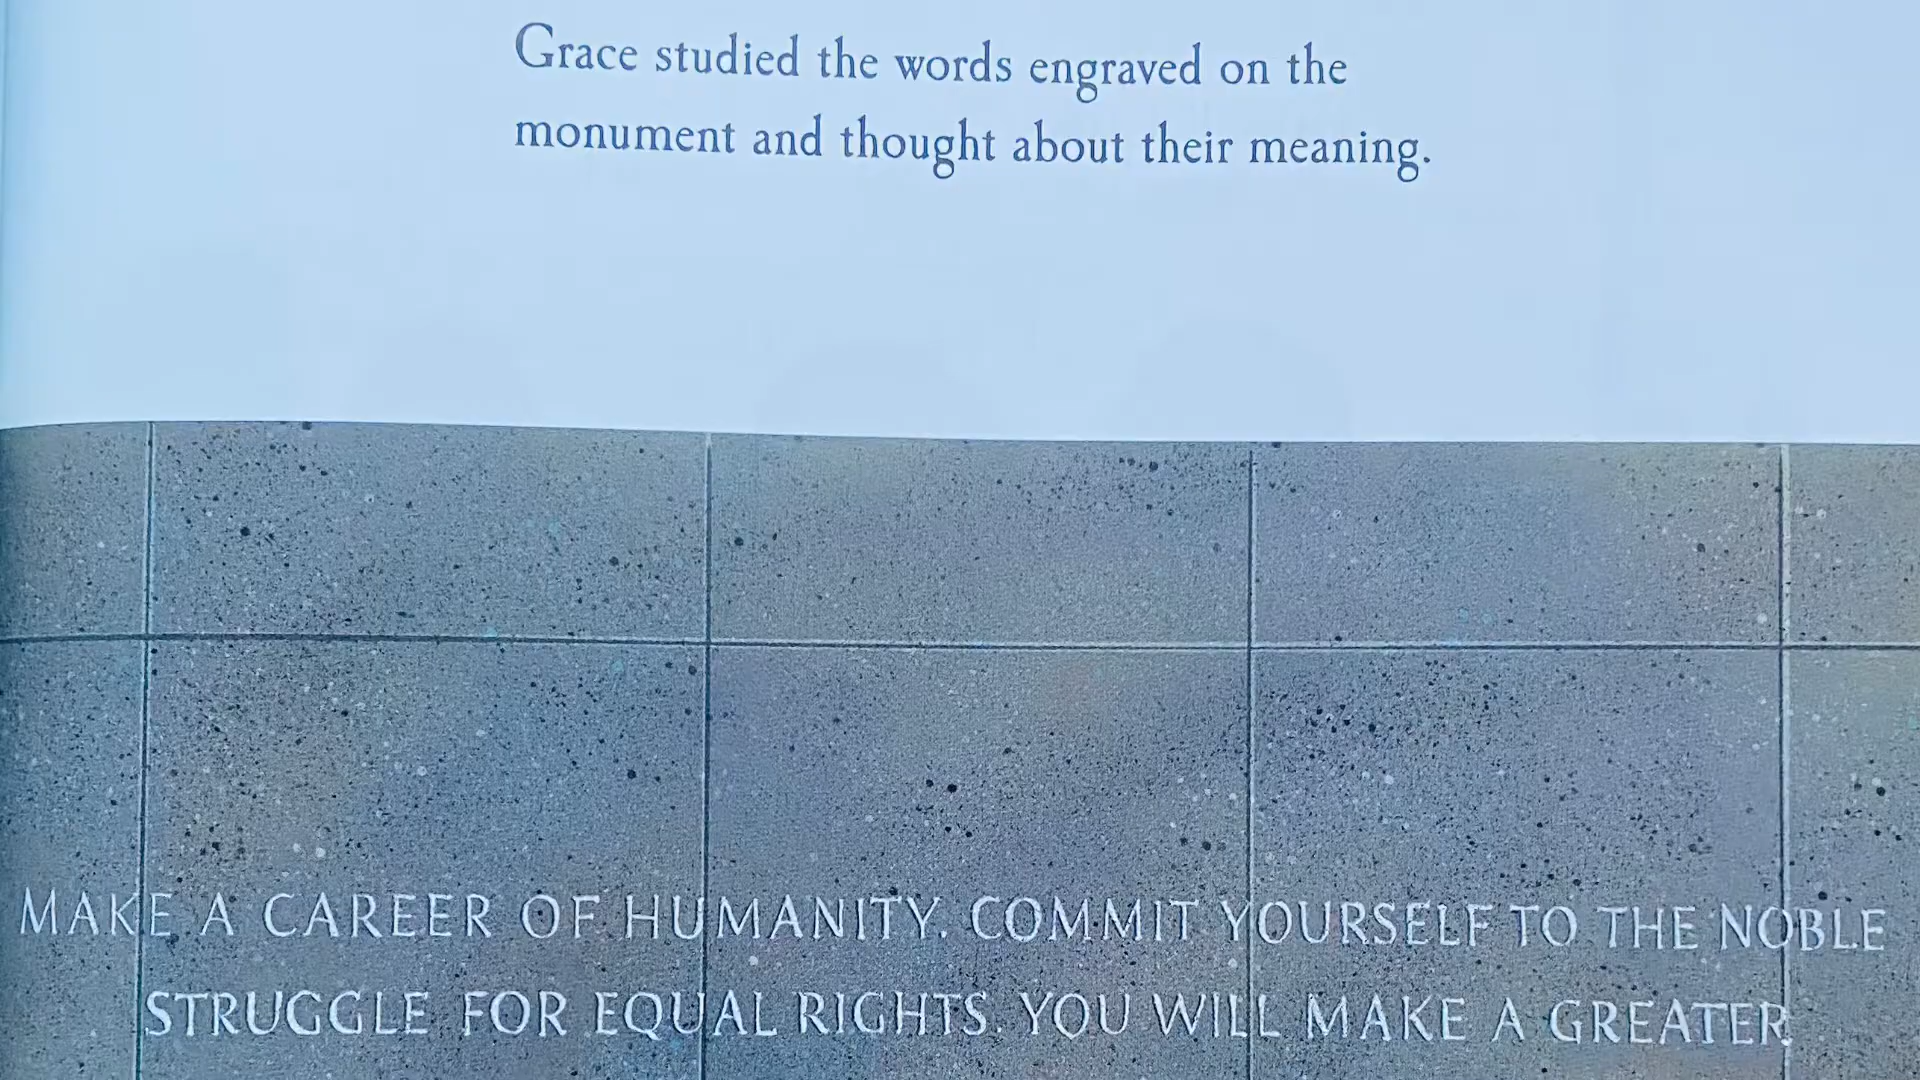 Grace studied the words engraved on the
monument and thought about their meaning.
MAKE A CAREER OF HUMANITY. COMMIT YOURSELF TO THE NOBLE
STRUGGLE FOR EQUAL RIGHTS. YOU WILL MAKE A GREATER